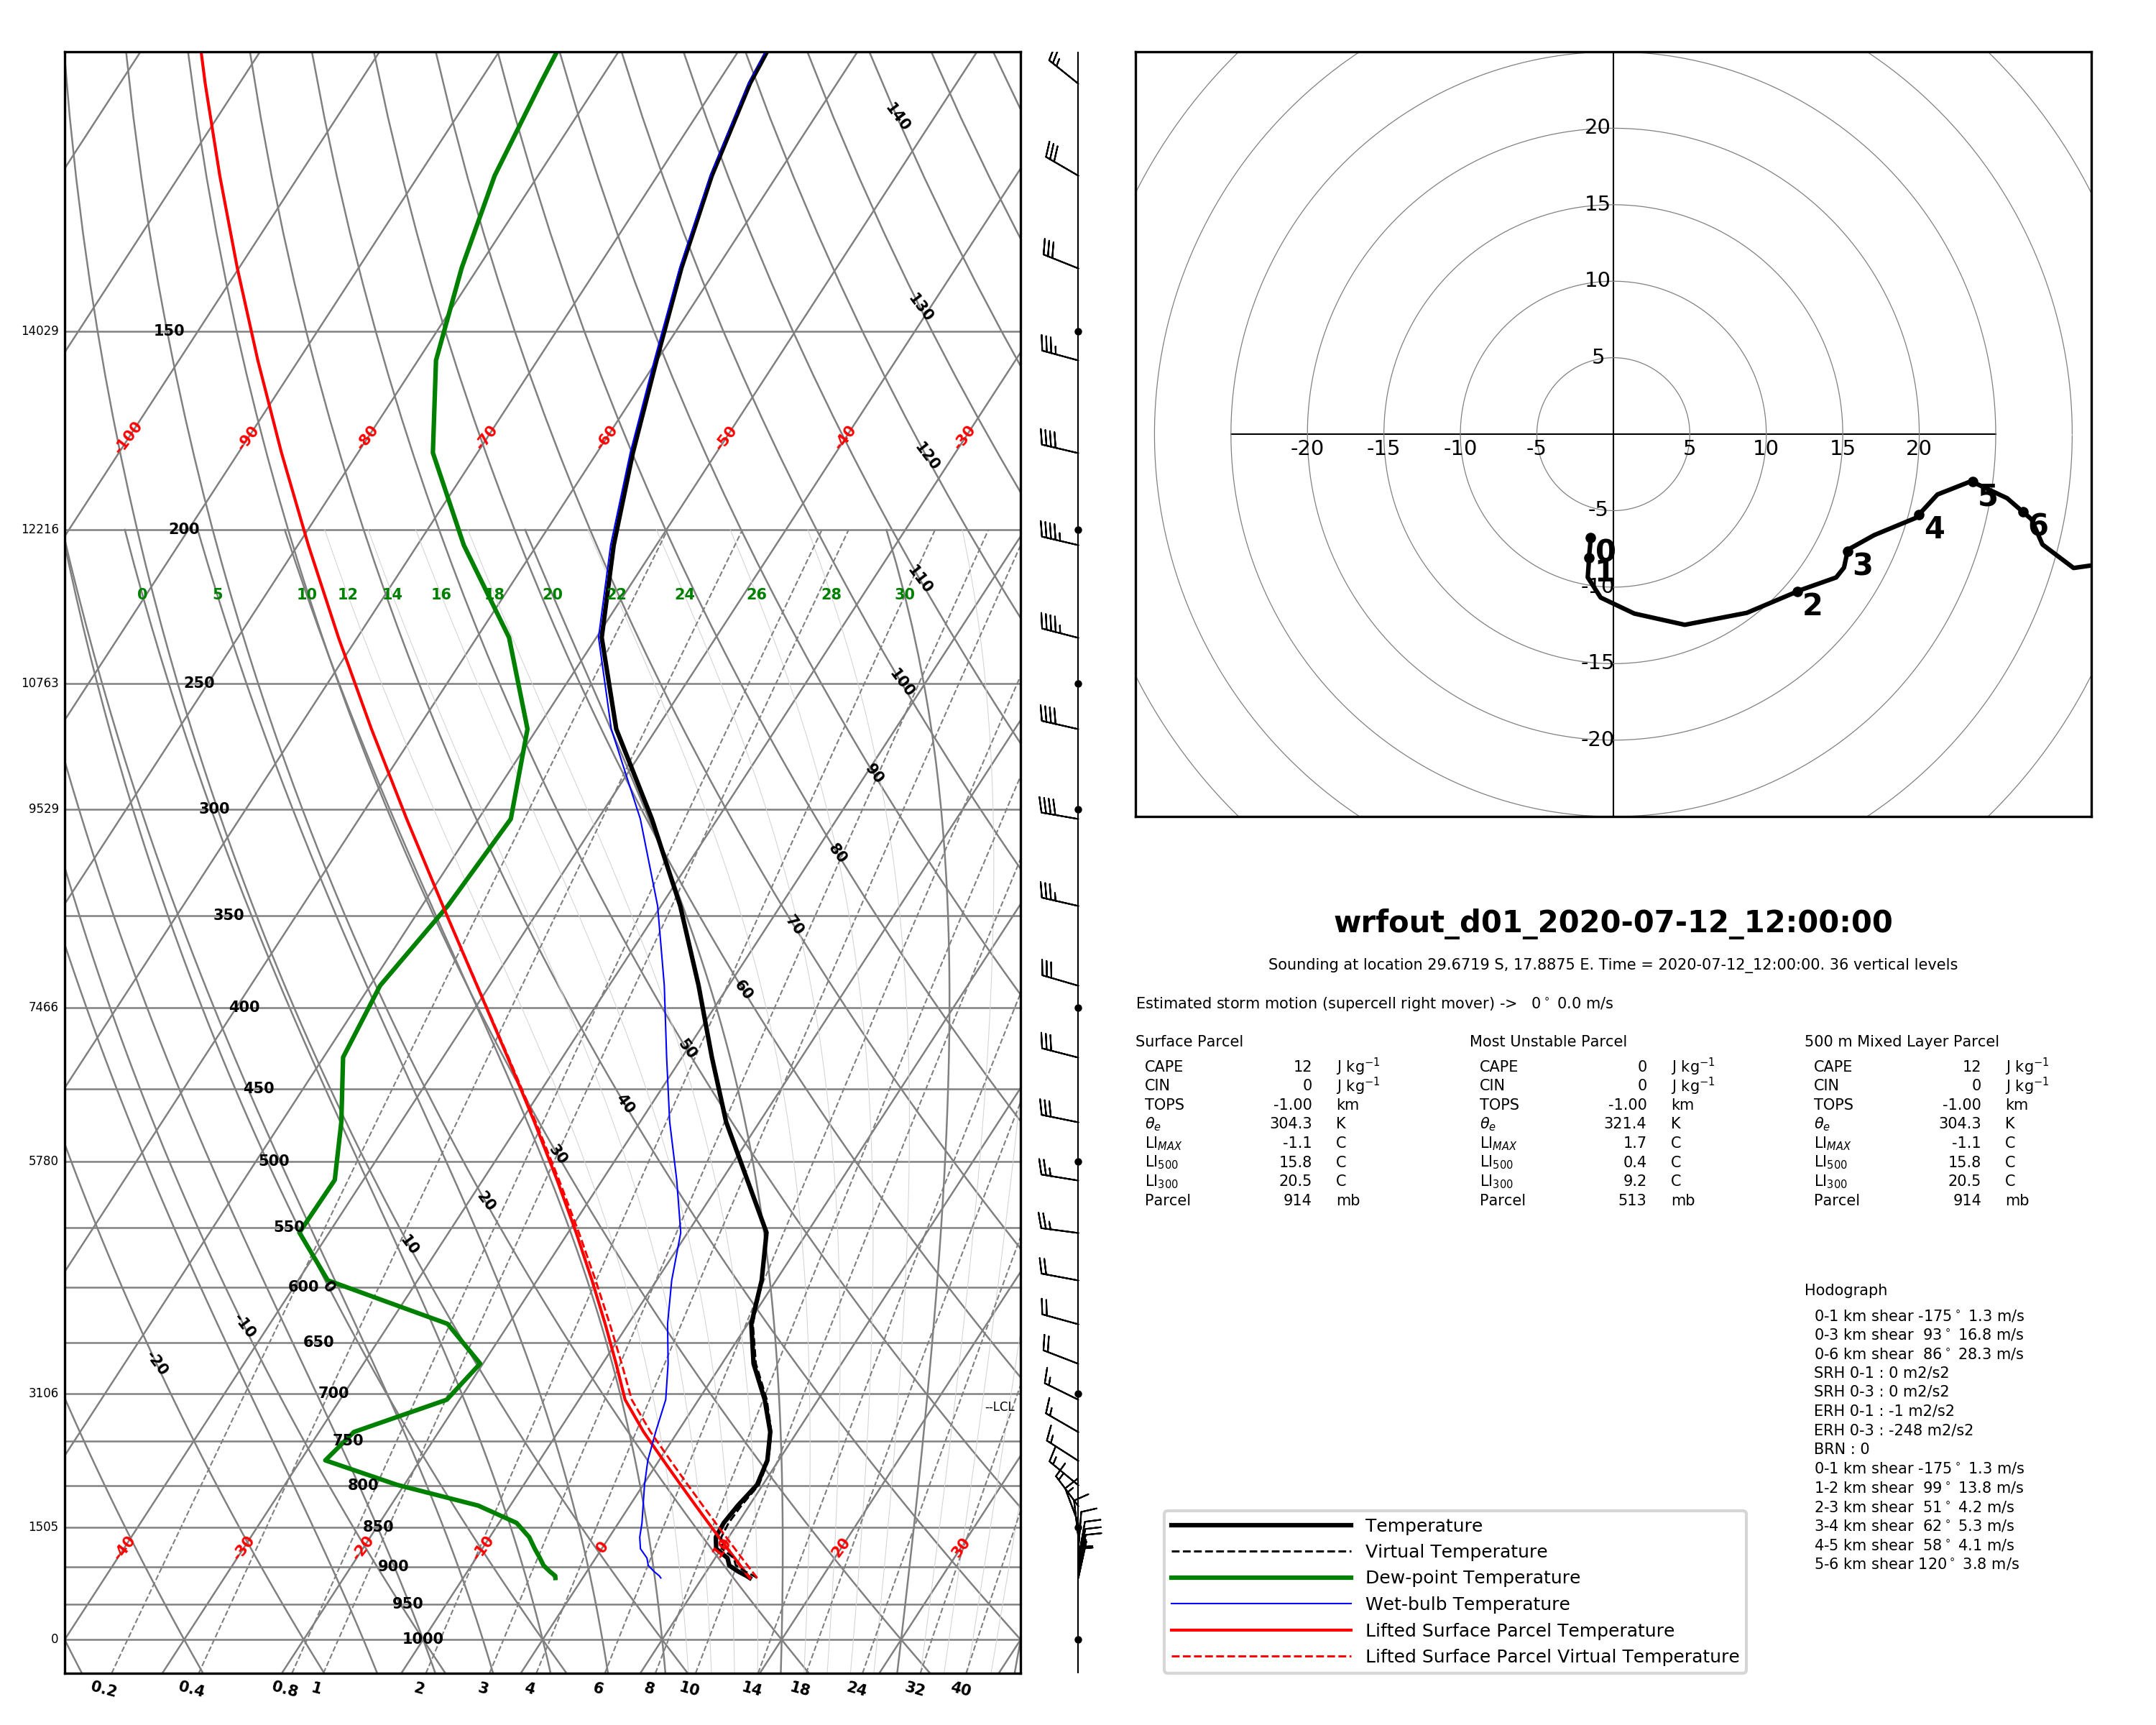 140
130
14029 150
-100 -90 -80 -70 -60 -50 -40 -30
120
12216 200
110
0 5 10 12 14 16 18 20 22 24 26 28 30
10763 250
100
90
9529 300
80
350
70
60
7466 400
50
450
40
5780 500
30
20
550
10
600 0
-10
650
-20
3106 700
--LCL
750
800
1505 850
-40 -30 -20 -10 0 20 30
900
950
0 1000
0.2 0.4 0.8 1 2 3 4 6 8 10 14 18 24 32 40
20
15
10
5
-20 -15 -10 -5 5 10 15 20
-5
-10
-15
-20
0
1
2
3
4
5
6
wrfout_d01_2020-07-12_12:00:00
Sounding at location 29.6719 S, 17.8875 E. Time = 2020-07-12_12:00:00. 36 vertical levels
Estimated storm motion (supercell right mover) -> 0° 0.0 m/s
Surface Parcel
CAPE 12 J kg⁻¹
CIN 0 J kg⁻¹
TOPS -1.00 km
θₑ 304.3 K
LI_MAX -1.1 C
LI₅₀₀ 15.8 C
LI₃₀₀ 20.5 C
Parcel 914 mb
Most Unstable Parcel
CAPE 0 J kg⁻¹
CIN 0 J kg⁻¹
TOPS -1.00 km
θₑ 321.4 K
LI_MAX 1.7 C
LI₅₀₀ 0.4 C
LI₃₀₀ 9.2 C
Parcel 513 mb
500 m Mixed Layer Parcel
CAPE 12 J kg⁻¹
CIN 0 J kg⁻¹
TOPS -1.00 km
θₑ 304.3 K
LI_MAX -1.1 C
LI₅₀₀ 15.8 C
LI₃₀₀ 20.5 C
Parcel 914 mb
Hodograph
0-1 km shear -175° 1.3 m/s
0-3 km shear 93° 16.8 m/s
0-6 km shear 86° 28.3 m/s
SRH 0-1 : 0 m2/s2
SRH 0-3 : 0 m2/s2
ERH 0-1 : -1 m2/s2
ERH 0-3 : -248 m2/s2
BRN : 0
0-1 km shear -175° 1.3 m/s
1-2 km shear 99° 13.8 m/s
2-3 km shear 51° 4.2 m/s
3-4 km shear 62° 5.3 m/s
4-5 km shear 58° 4.1 m/s
5-6 km shear 120° 3.8 m/s
Temperature
Virtual Temperature
Dew-point Temperature
Wet-bulb Temperature
Lifted Surface Parcel Temperature
Lifted Surface Parcel Virtual Temperature